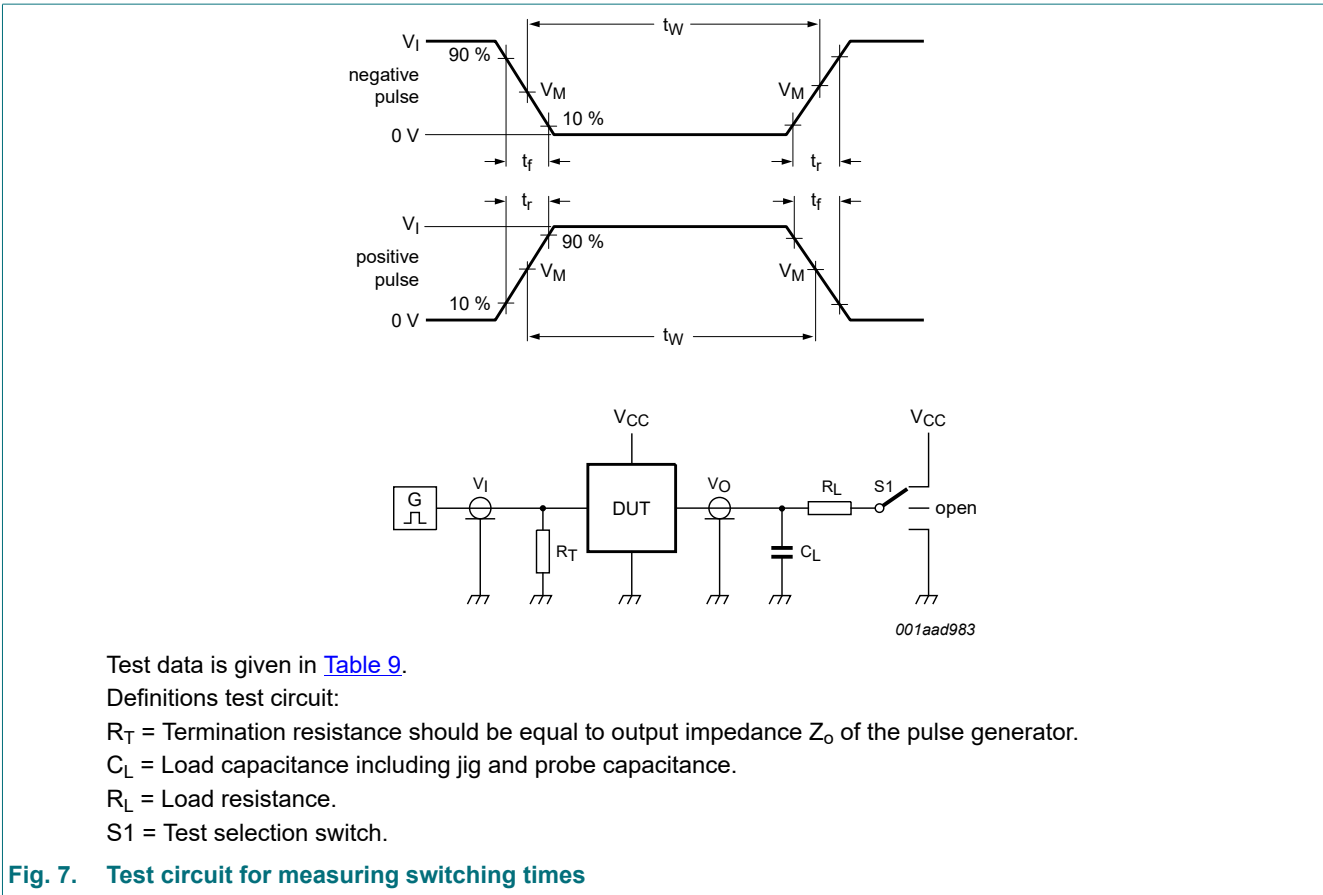 tW
VI
90 %
negative
pulse
VM
VM
10 %
0 V
tf
tr
tr
tf
VI
90 %
positive
pulse
VM
VM
10 %
0 V
tW
VCC
VCC
G
VI
DUT
VO
RL
S1
open
RT
CL
001aad983
Test data is given in Table 9.
Definitions test circuit:
RT = Termination resistance should be equal to output impedance Zo of the pulse generator.
CL = Load capacitance including jig and probe capacitance.
RL = Load resistance.
S1 = Test selection switch.
Fig. 7. Test circuit for measuring switching times